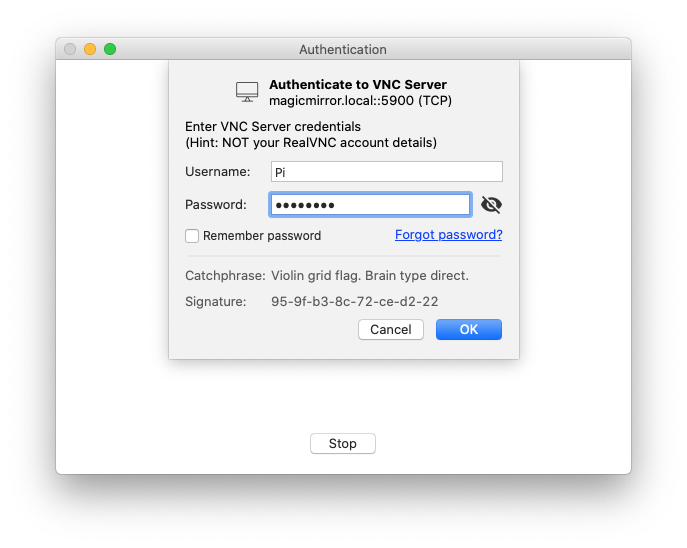 Authentication
Authenticate to VNC Server
magicmirror.local::5900 (TCP)
Enter VNC Server credentials
(Hint: NOT your RealVNC account details)
Username: Pi
Password: ●●●●●●●●
Remember password Forgot password?
Catchphrase: Violin grid flag. Brain type direct.
Signature: 95-9f-b3-8c-72-ce-d2-22
Cancel OK
Stop